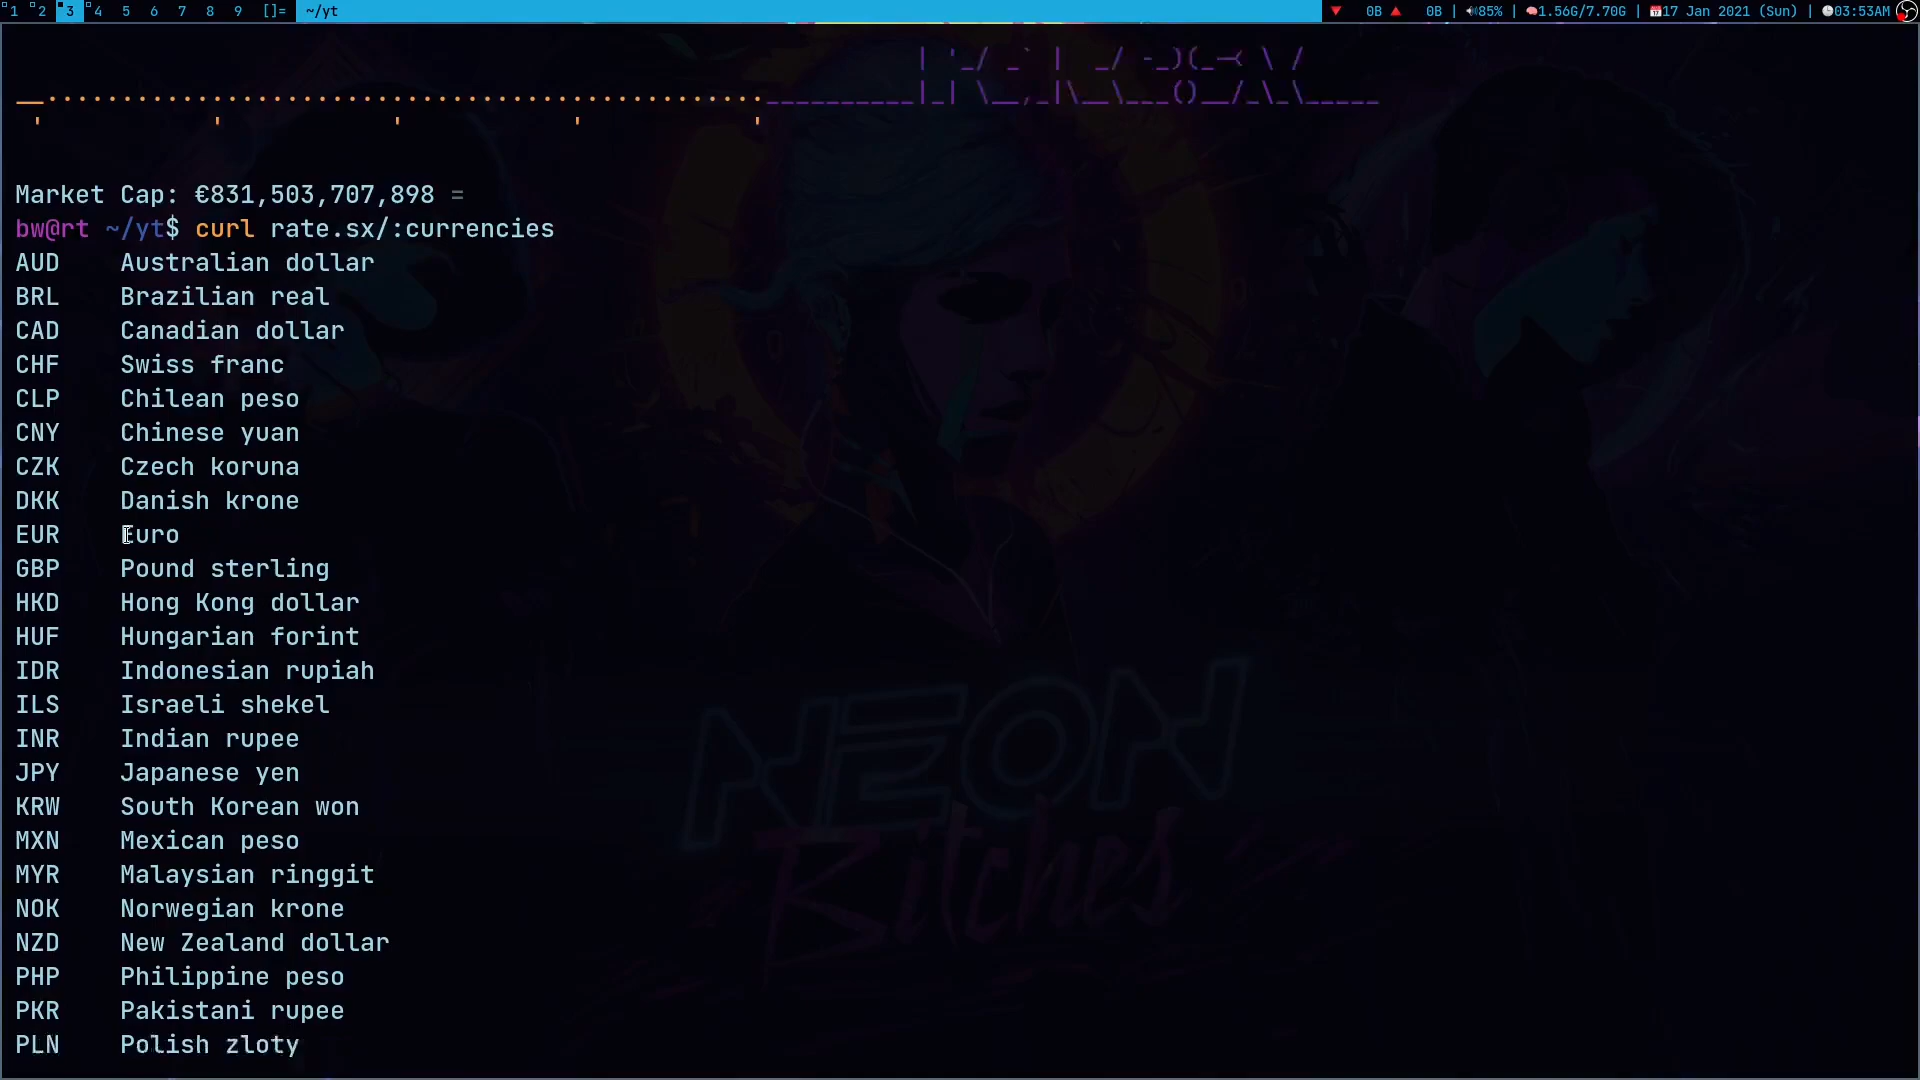 1 2 3 4 5 6 7 8 9 []= ~/yt 0B 0B | 85% | 1.56G/7.70G | 17 Jan 2021 (Sun) | 03:53AM
Market Cap: €831,503,707,898 =
bw@rt ~/yt$ curl rate.sx/:currencies
AUD Australian dollar
BRL Brazilian real
CAD Canadian dollar
CHF Swiss franc
CLP Chilean peso
CNY Chinese yuan
CZK Czech koruna
DKK Danish krone
EUR Euro
GBP Pound sterling
HKD Hong Kong dollar
HUF Hungarian forint
IDR Indonesian rupiah
ILS Israeli shekel
INR Indian rupee
JPY Japanese yen
KRW South Korean won
MXN Mexican peso
MYR Malaysian ringgit
NOK Norwegian krone
NZD New Zealand dollar
PHP Philippine peso
PKR Pakistani rupee
PLN Polish zloty
NEON
Bitches